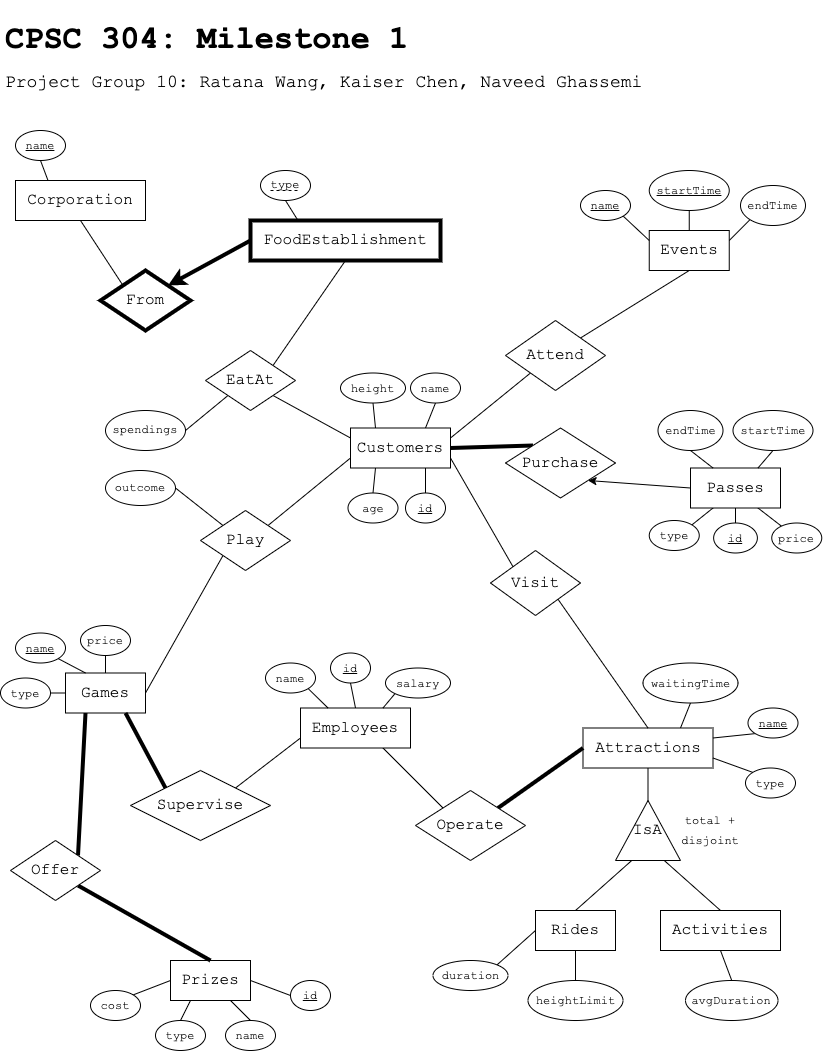 CPSC 304: Milestone 1
Project Group 10: Ratana Wang, Kaiser Chen, Naveed Ghassemi
name
Corporation
type
FoodEstablishment
From
name
startTime
endTime
Events
Attend
EatAt
spendings
height
name
Customers
age
id
outcome
Play
Purchase
endTime
startTime
Passes
type
id
price
Visit
name
price
type
Games
name
id
salary
Employees
Supervise
Operate
waitingTime
name
Attractions
type
IsA
total +
disjoint
Offer
Rides
Activities
duration
heightLimit
avgDuration
Prizes
cost
type
name
id